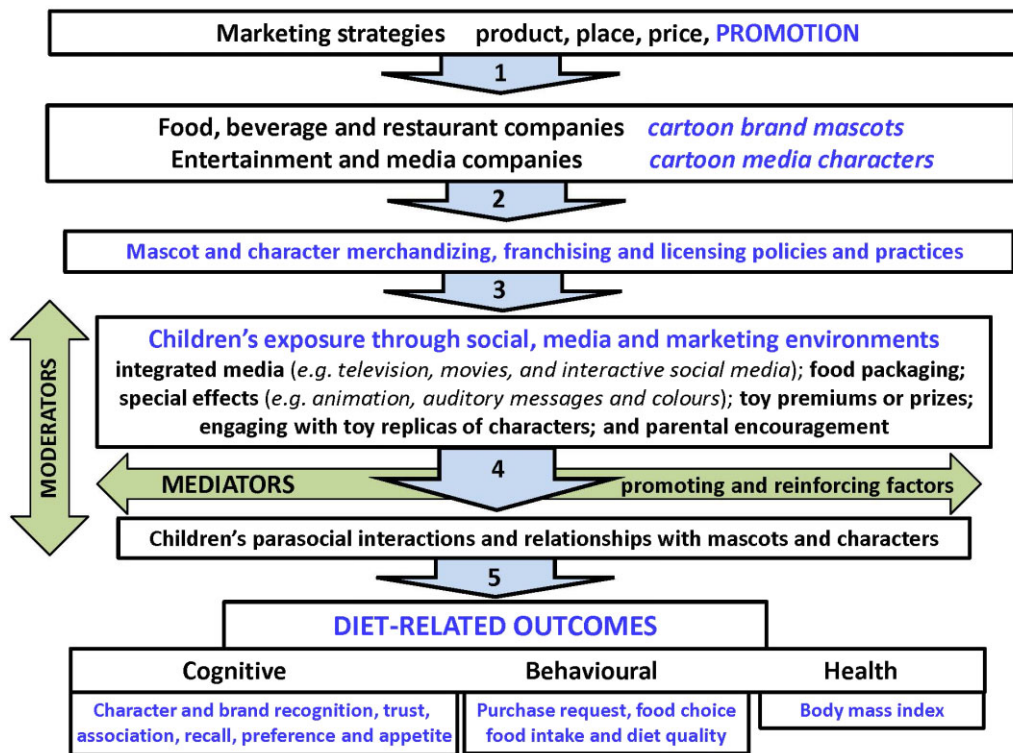 Marketing strategies product, place, price, PROMOTION
1
Food, beverage and restaurant companies cartoon brand mascots
Entertainment and media companies cartoon media characters
2
Mascot and character merchandizing, franchising and licensing policies and practices
3
MODERATORS
Children's exposure through social, media and marketing environments
integrated media (e.g. television, movies, and interactive social media); food packaging;
special effects (e.g. animation, auditory messages and colours); toy premiums or prizes;
engaging with toy replicas of characters; and parental encouragement
4
MEDIATORS promoting and reinforcing factors
Children's parasocial interactions and relationships with mascots and characters
5
DIET-RELATED OUTCOMES
Cognitive Behavioural Health
Character and brand recognition, trust,
association, recall, preference and appetite
Purchase request, food choice
food intake and diet quality
Body mass index